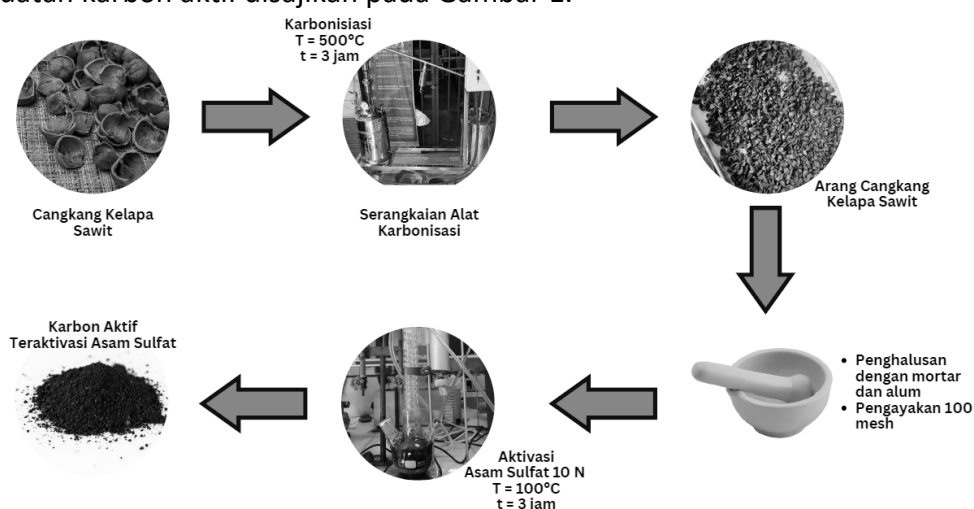 Karbonisiasi
T = 500°C
t = 3 jam
Cangkang Kelapa
Sawit
Serangkaian Alat
Karbonisasi
Arang Cangkang
Kelapa Sawit
• Penghalusan
dengan mortar
dan alum
• Pengayakan 100
mesh
Aktivasi
Asam Sulfat 10 N
T = 100°C
t = 3 jam
Karbon Aktif
Teraktivasi Asam Sulfat